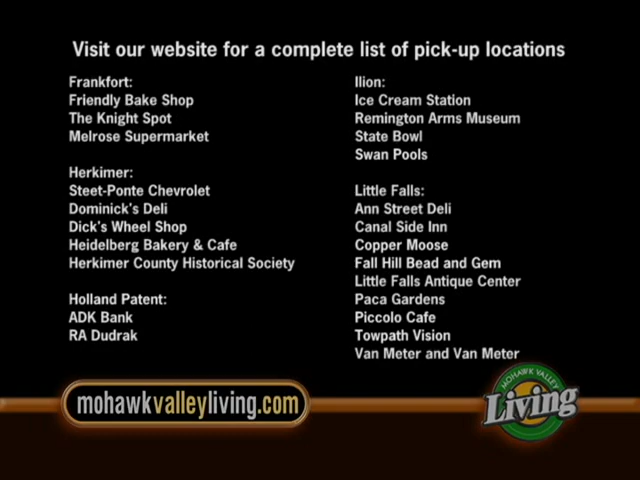 Visit our website for a complete list of pick-up locations
Frankfort:
Friendly Bake Shop
The Knight Spot
Melrose Supermarket
Herkimer:
Steet-Ponte Chevrolet
Dominick's Deli
Dick's Wheel Shop
Heidelberg Bakery & Cafe
Herkimer County Historical Society
Holland Patent:
ADK Bank
RA Dudrak
Ilion:
Ice Cream Station
Remington Arms Museum
State Bowl
Swan Pools
Little Falls:
Ann Street Deli
Canal Side Inn
Copper Moose
Fall Hill Bead and Gem
Little Falls Antique Center
Paca Gardens
Piccolo Cafe
Towpath Vision
Van Meter and Van Meter
mohawkvalleyliving.com
MOHAWK VALLEY
Living